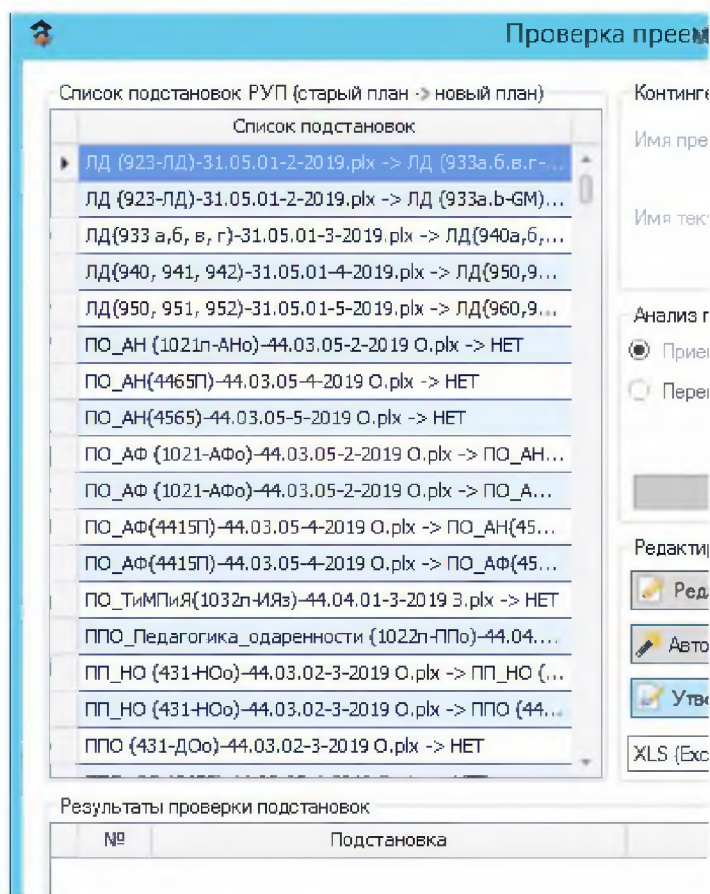 Проверка преем
Список подстановок РУП (старый план -> новый план)
Список подстановок
ЛД (923-ЛД)-31.05.01-2-2019.plx -> ЛД (933а.б.в.г-...
ЛД (923-ЛД)-31.05.01-2-2019.plx -> ЛД (933a.b-GM)...
ЛД(933 а,б, в, г)-31.05.01-3-2019.plx -> ЛД(940а,б,...
ЛД(940, 941, 942)-31.05.01-4-2019.plx -> ЛД(950,9...
ЛД(950, 951, 952)-31.05.01-5-2019.plx -> ЛД(960,9...
ПО_АН (1021п-АНо)-44.03.05-2-2019 О.plx -> НЕТ
ПО_АН(4465П)-44.03.05-4-2019 О.plx -> НЕТ
ПО_АН(4565)-44.03.05-5-2019 О.plx -> НЕТ
ПО_АФ (1021-АФо)-44.03.05-2-2019 О.plx -> ПО_АН...
ПО_АФ (1021-АФо)-44.03.05-2-2019 О.plx -> ПО_А...
ПО_АФ(4415П)-44.03.05-4-2019 О.plx -> ПО_АН(45...
ПО_АФ(4415П)-44.03.05-4-2019 О.plx -> ПО_АФ(45...
ПО_ТиМПиЯ(1032п-ИЯз)-44.04.01-3-2019 З.plx -> НЕТ
ППО_Педагогика_одаренности (1022п-ППо)-44.04....
ПП_НО (431-НОо)-44.03.02-3-2019 О.plx -> ПП_НО (...
ПП_НО (431-НОо)-44.03.02-3-2019 О.plx -> ППО (44...
ППО (431-ДОо)-44.03.02-3-2019 О.plx -> НЕТ
Континге
Имя пре
Имя тек
Анализ п
Прием
Пере
Редакти
Ред
Авто
Утв
XLS (Exc
Результаты проверки подстановок
№
Подстановка